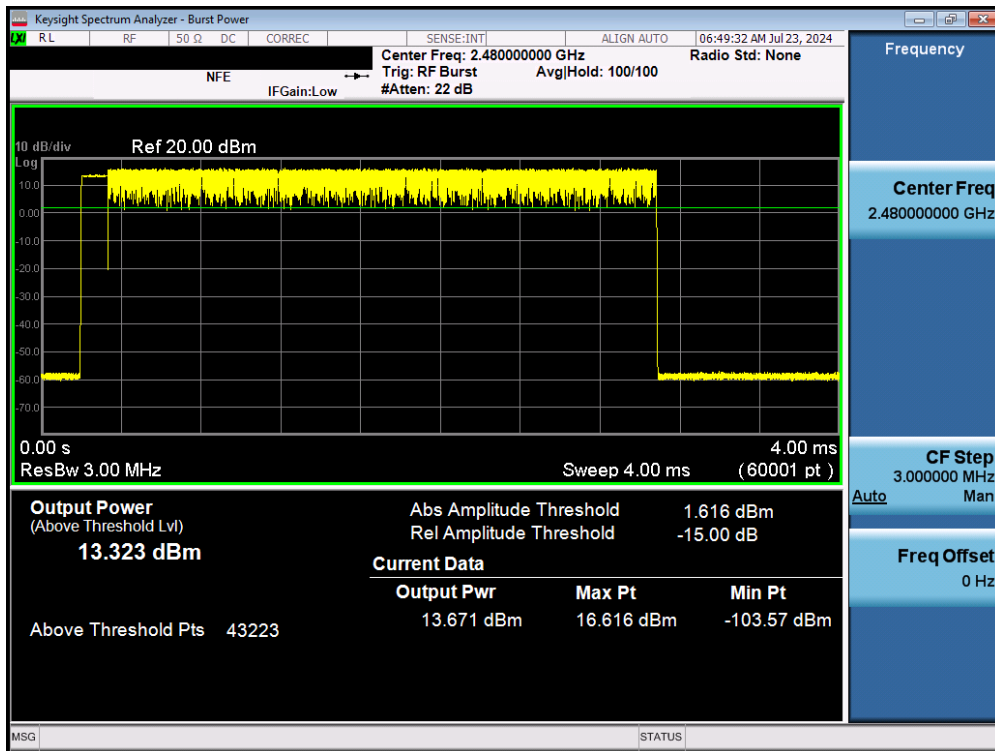 Keysight Spectrum Analyzer - Burst Power
LXI RL RF 50 Ω DC CORREC SENSE:INT ALIGN AUTO 06:49:32 AM Jul 23, 2024
Center Freq: 2.480000000 GHz Radio Std: None
NFE Trig: RF Burst Avg|Hold: 100/100
IFGain:Low #Atten: 22 dB
Frequency
10 dB/div Ref 20.00 dBm
Log
10.0
0.00
-10.0
-20.0
-30.0
-40.0
-50.0
-60.0
-70.0
0.00 s 4.00 ms
ResBw 3.00 MHz Sweep 4.00 ms (60001 pt)
Output Power
(Above Threshold Lvl)
13.323 dBm
Above Threshold Pts 43223
Abs Amplitude Threshold 1.616 dBm
Rel Amplitude Threshold -15.00 dB
Current Data
Output Pwr Max Pt Min Pt
13.671 dBm 16.616 dBm -103.57 dBm
Center Freq
2.480000000 GHz
CF Step
3.000000 MHz
Auto Man
Freq Offset
0 Hz
MSG STATUS